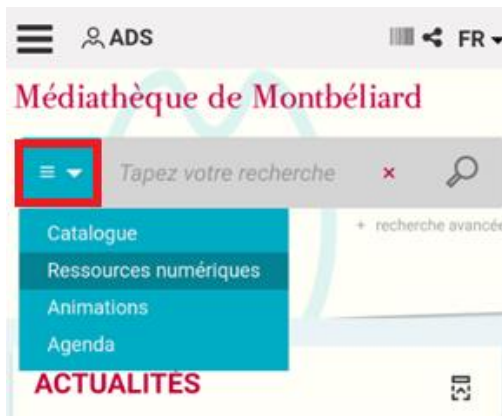 ADS FR
Médiathèque de Montbéliard
Tapez votre recherche
Catalogue
+ recherche avancée
Ressources numériques
Animations
Agenda
ACTUALITÉS